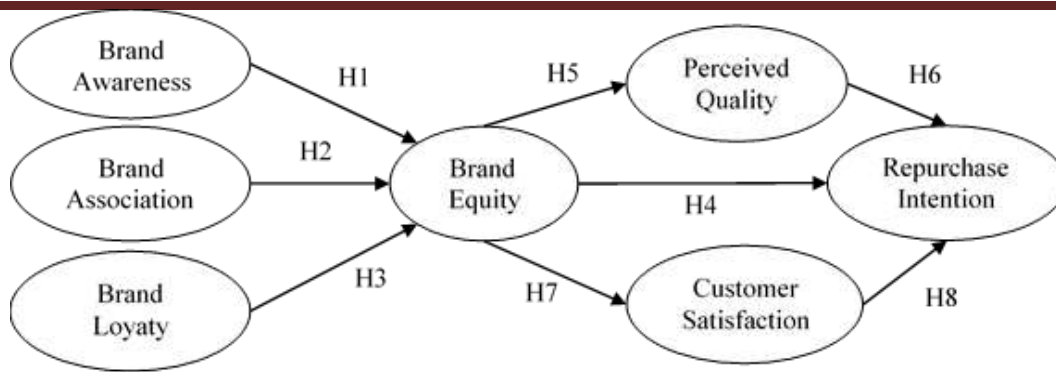 Brand
Awareness
H1
Brand
Association
H2
Brand
Loyaty
H3
Brand
Equity
H5
Perceived
Quality
H6
H4
Repurchase
Intention
H7
Customer
Satisfaction
H8